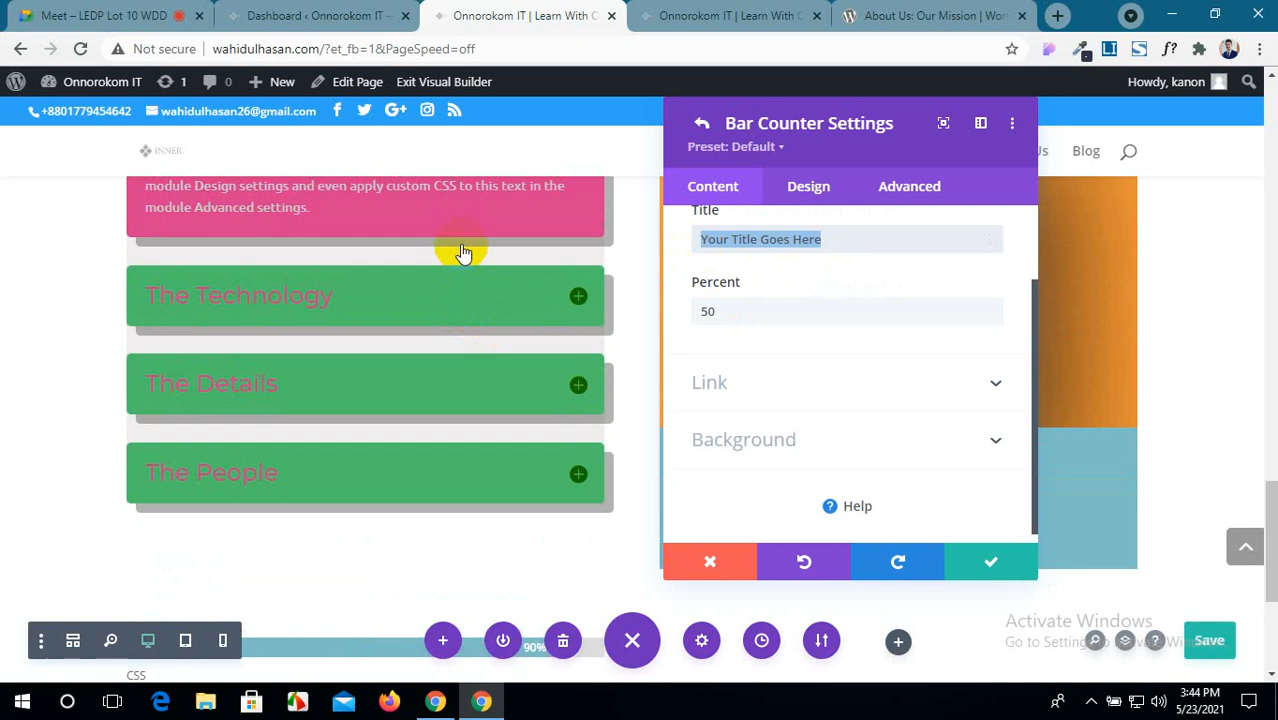 Meet – LEDP Lot 10 WDD
Dashboard ‹ Onnorokom IT –
Onnorokom IT | Learn With O
Onnorokom IT | Learn With O
About Us: Our Mission | Wor
Not secure
wahidulhasan.com/?et_fb=1&PageSpeed=off
Onnorokom IT
1
0
New
Edit Page
Exit Visual Builder
Howdy, kanon
+8801779454642
wahidulhasan26@gmail.com
INNER
Us
Blog
module Design settings and even apply custom CSS to this text in the
module Advanced settings.
The Technology
The Details
The People
Bar Counter Settings
Preset: Default
Content
Design
Advanced
Title
Your Title Goes Here
Percent
50
Link
Background
Help
90%
CSS
Activate Windows
Go to Settings to Activate Windows.
Save
3:44 PM
5/23/2021